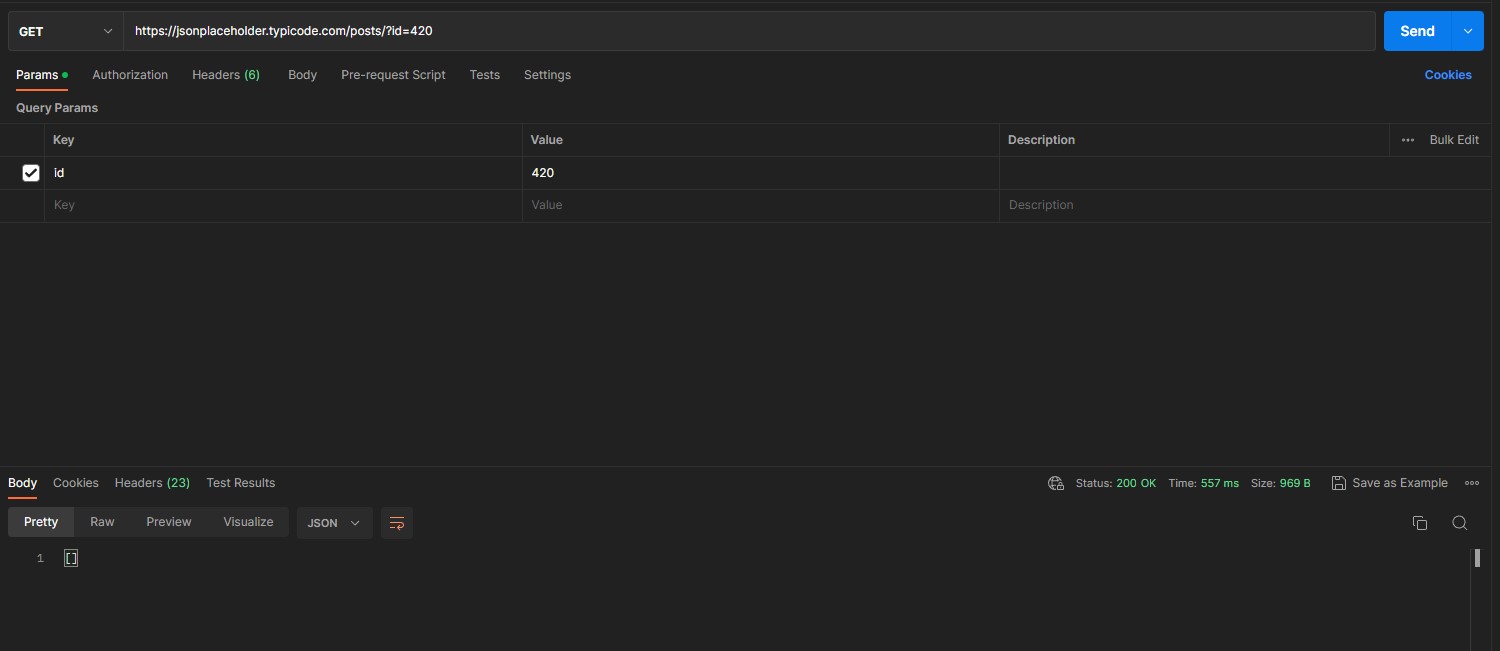 GET https://jsonplaceholder.typicode.com/posts/?id=420 Send
Params Authorization Headers (6) Body Pre-request Script Tests Settings Cookies
Query Params
Key Value Description ••• Bulk Edit
id 420
Key Value Description
Body Cookies Headers (23) Test Results Status: 200 OK Time: 557 ms Size: 969 B Save as Example
Pretty Raw Preview Visualize JSON
1 []